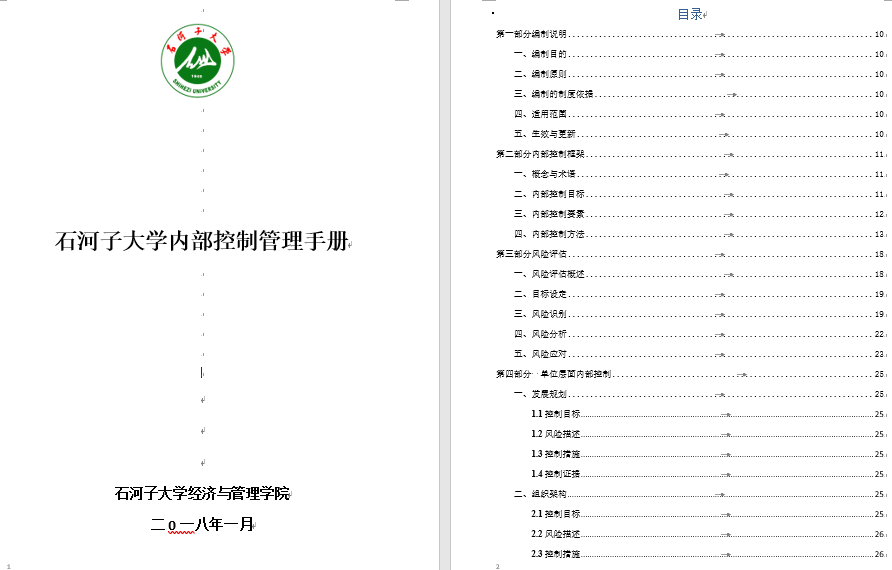 石河子大学
1949
SHIHEZI UNIVERSITY
石河子大学内部控制管理手册
石河子大学经济与管理学院
二0一八年一月
1
目录
第一部分编制说明 10
一、编制目的 10
二、编制原则 10
三、编制的制度依据 10
四、适用范围 10
五、生效与更新 10
第二部分内部控制框架 11
一、概念与术语 11
二、内部控制目标 11
三、内部控制要素 12
四、内部控制方法 13
第三部分风险评估 18
一、风险评估概述 18
二、目标设定 19
三、风险识别 19
四、风险分析 22
五、风险应对 23
第四部分 单位层面内部控制 25
一、发展规划 25
1.1 控制目标 25
1.2 风险描述 25
1.3 控制措施 25
1.4 控制证据 25
二、组织架构 25
2.1 控制目标 25
2.2 风险描述 26
2.3 控制措施 26
2